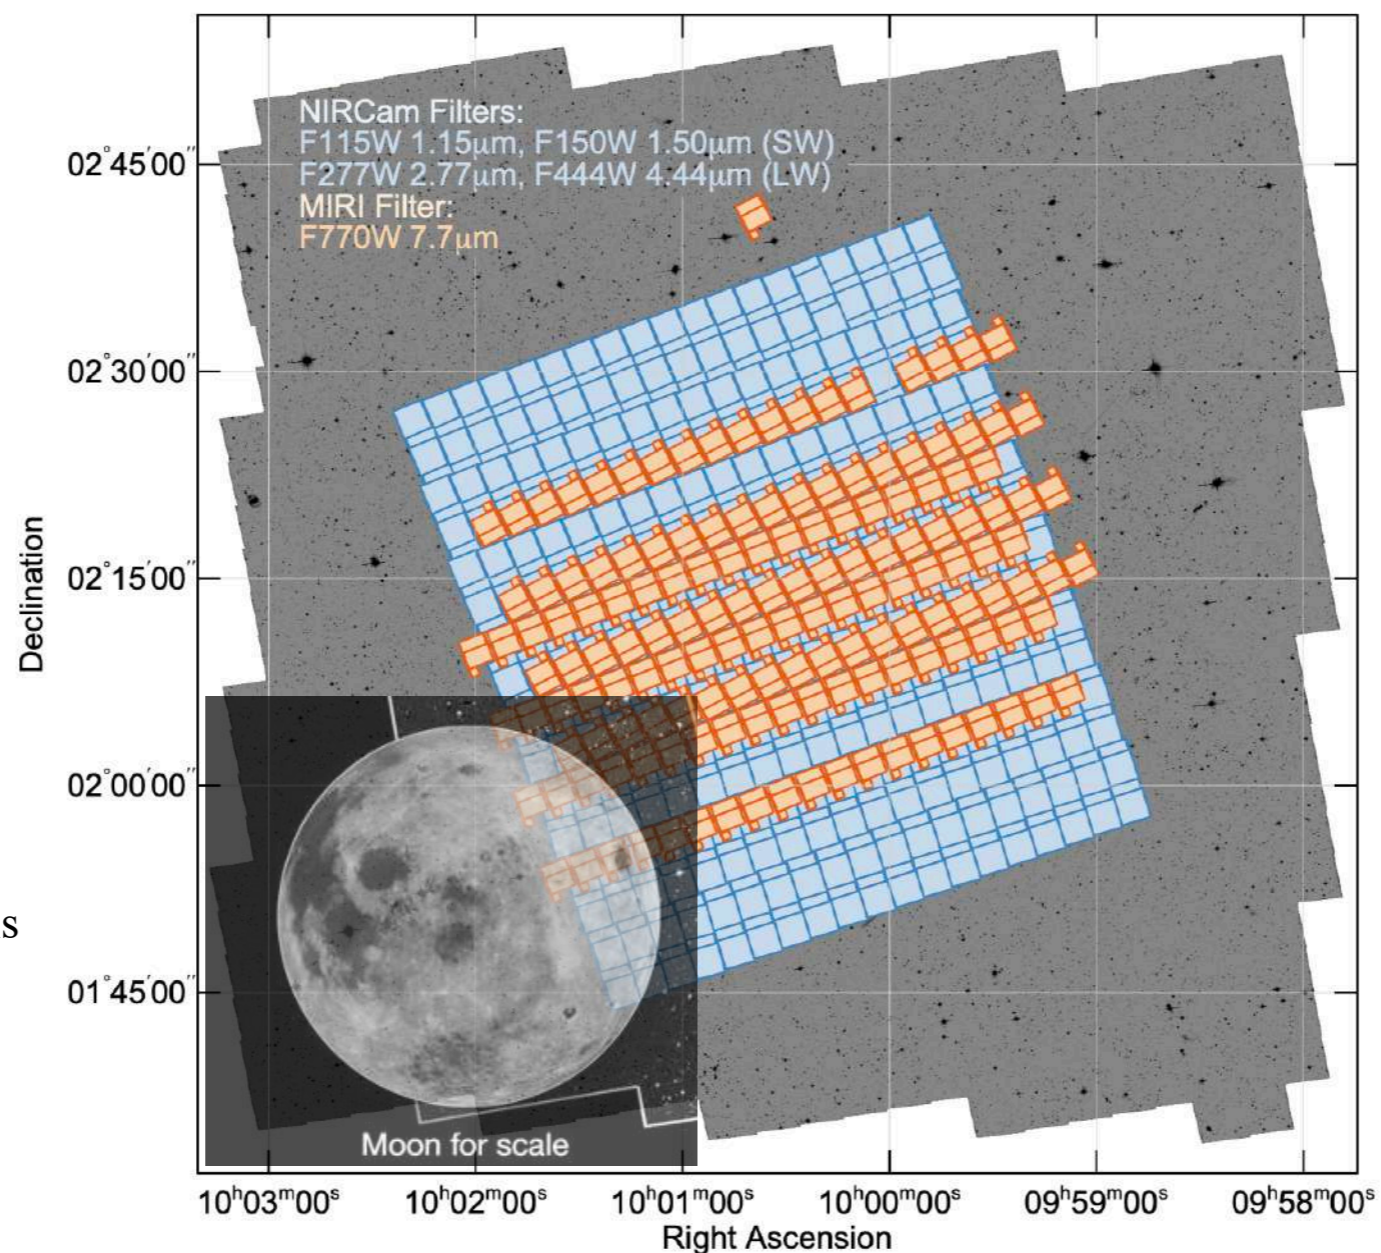 NIRCam Filters:
F115W 1.15µm, F150W 1.50µm (SW)
F277W 2.77µm, F444W 4.44µm (LW)
MIRI Filter:
F770W 7.7µm
02°45′00″
02°30′00″
02°15′00″
02°00′00″
01°45′00″
Declination
s
Moon for scale
10ʰ03ᵐ00ˢ 10ʰ02ᵐ00ˢ 10ʰ01ᵐ00ˢ 10ʰ00ᵐ00ˢ 09ʰ59ᵐ00ˢ 09ʰ58ᵐ00ˢ
Right Ascension